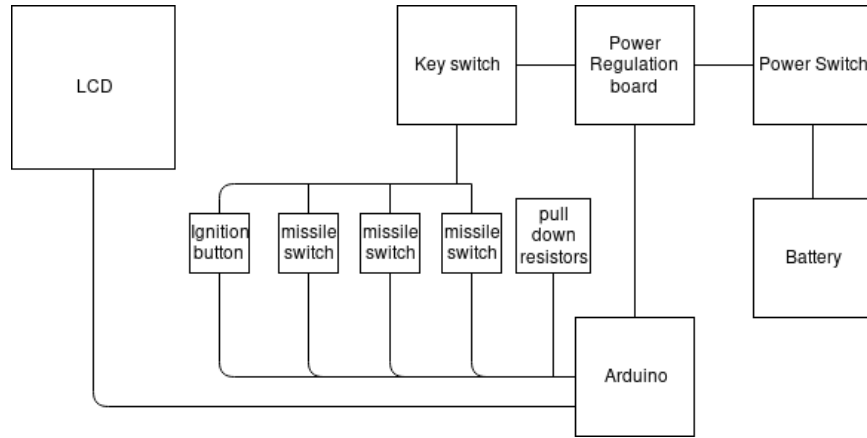 LCD
Key switch
Power
Regulation
board
Power Switch
Ignition
button
missile
switch
missile
switch
missile
switch
pull
down
resistors
Battery
Arduino